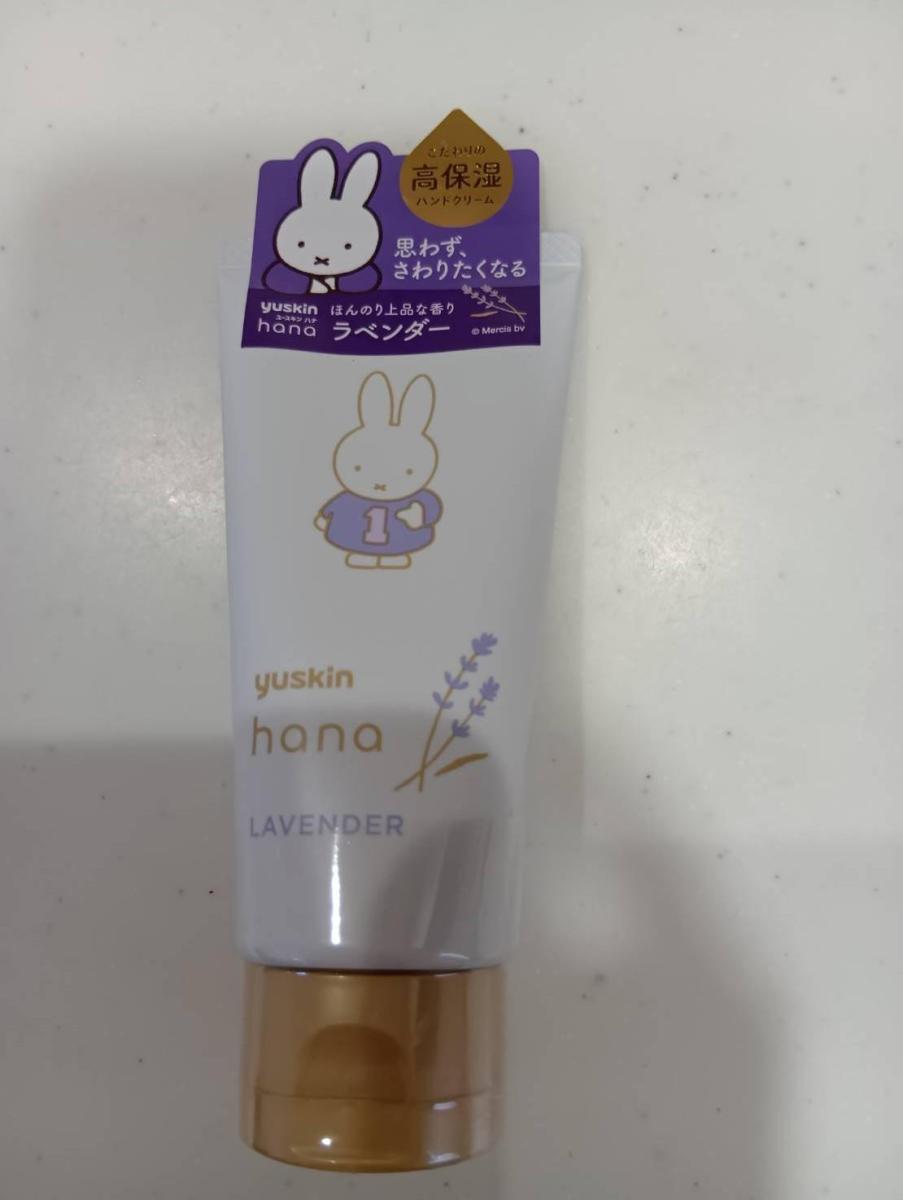 こだわりの
高保湿
ハンドクリーム
思わず、
さわりたくなる
yuskin
ユースキン ハナ
hana
ほんのり上品な香り
ラベンダー
© Mercis bv
1
yuskin
hana
LAVENDER